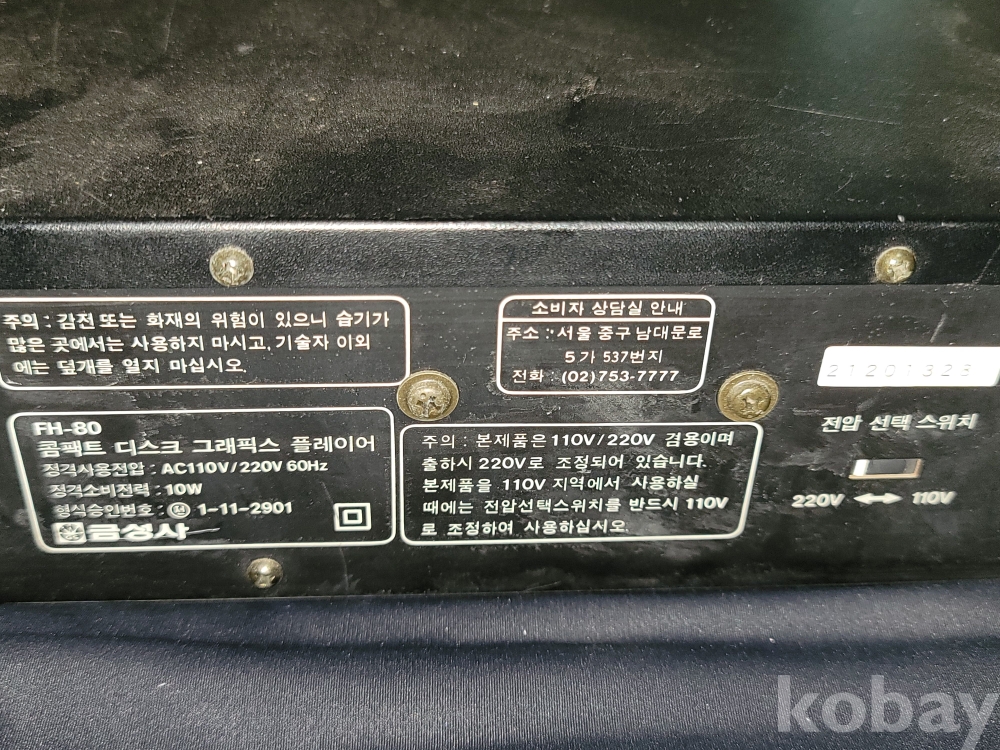 주의 : 감전 또는 화재의 위험이 있으니 습기가
많은 곳에서는 사용하지 마시고, 기술자 이외
에는 덮개를 열지 마십시오.
소비자 상담실 안내
주소 : 서울 중구 남대문로
5가 537번지
전화 : (02)753-7777
21201323
FH-80
콤팩트 디스크 그래픽스 플레이어
정격사용전압 : AC110V/220V 60Hz
정격소비전력 : 10W
형식승인번호 : 1-11-2901
금성사
주의 : 본제품은 110V/220V 겸용이며
출하시 220V로 조정되어 있습니다.
본제품을 110V 지역에서 사용하실
때에는 전압선택스위치를 반드시 110V
로 조정하여 사용하십시오.
전압 선택 스위치
220V ↔ 110V
kobay